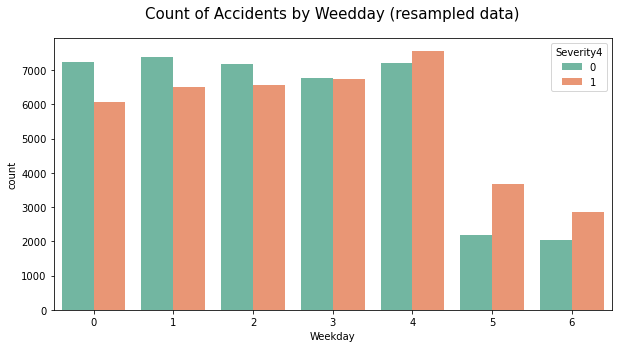 Count of Accidents by Weedday (resampled data)
Severity4
0
1
7000
6000
5000
4000
3000
2000
1000
0
count
0 1 2 3 4 5 6
Weekday